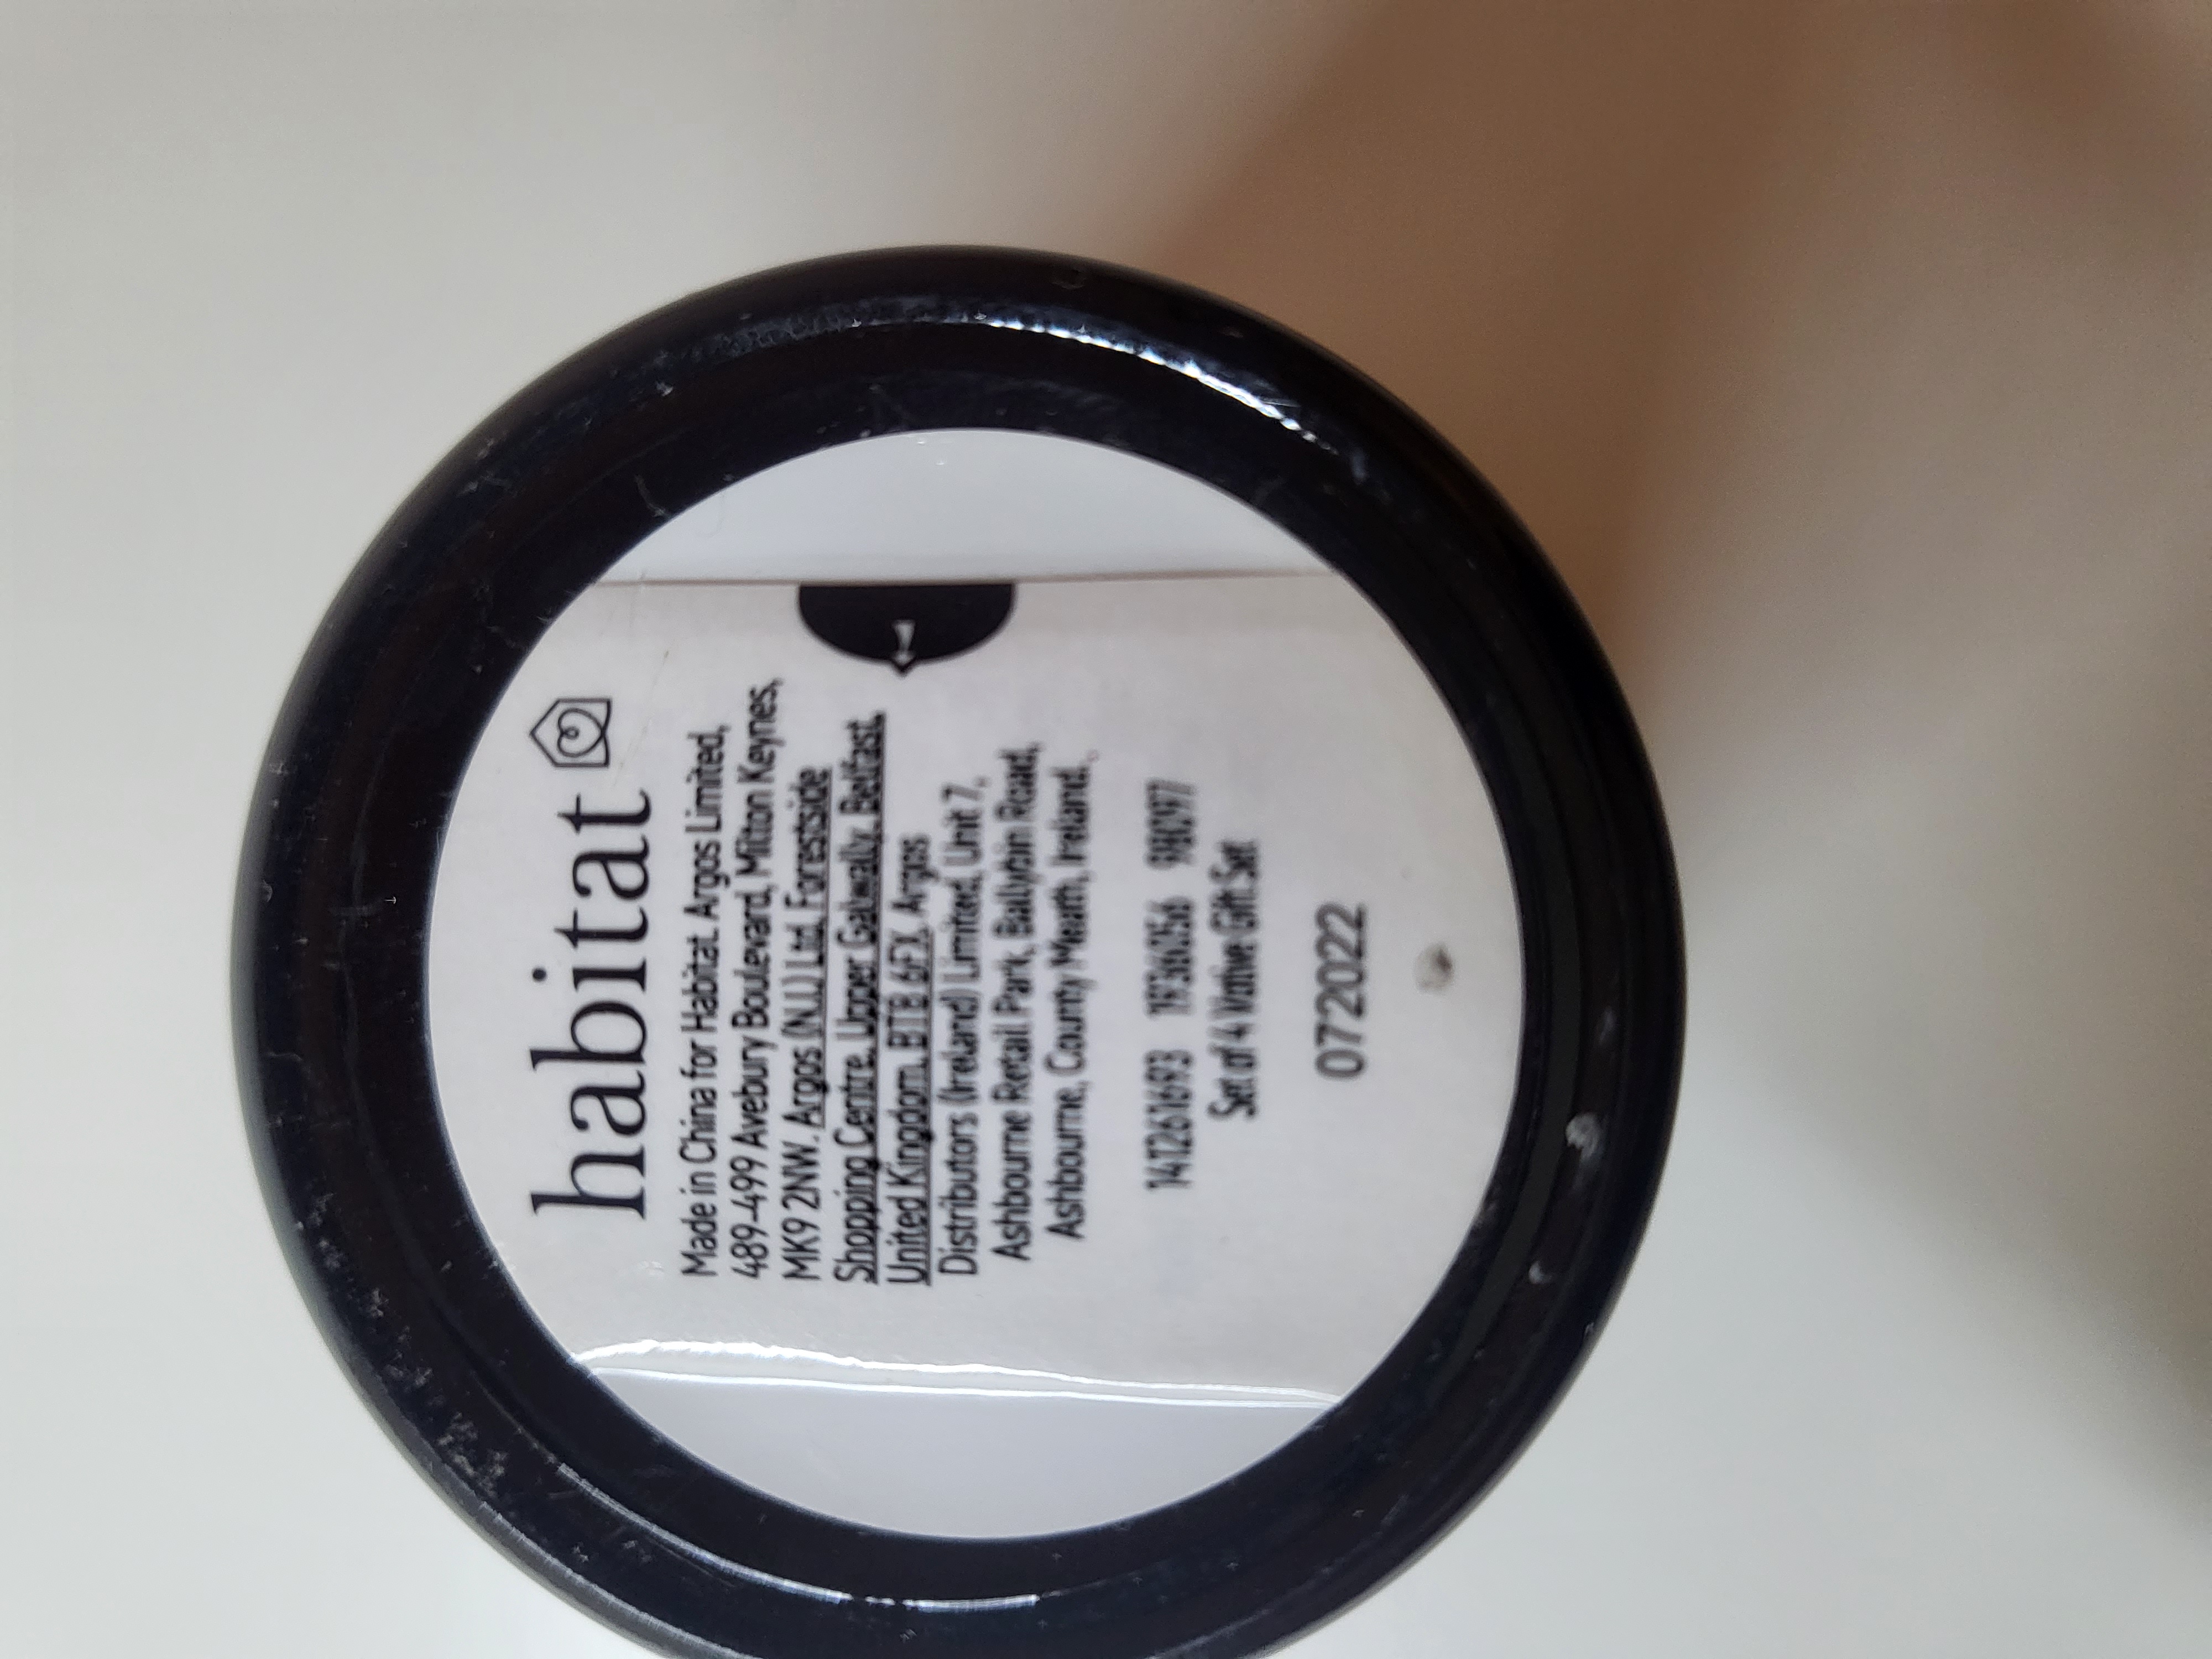 habitat
Made in China for Habitat. Argos Limited,
489-499 Avebury Boulevard, Milton Keynes,
MK9 2NW. Argos (N.I.) Ltd, Forestside
Shopping Centre, Upper Galwally, Belfast,
United Kingdom, BT8 6FX. Argos
Distributors (Ireland) Limited, Unit 7,
Ashbourne Retail Park, Ballybin Road,
Ashbourne, County Meath, Ireland.
Set of 4 Votive Gift Set
072022